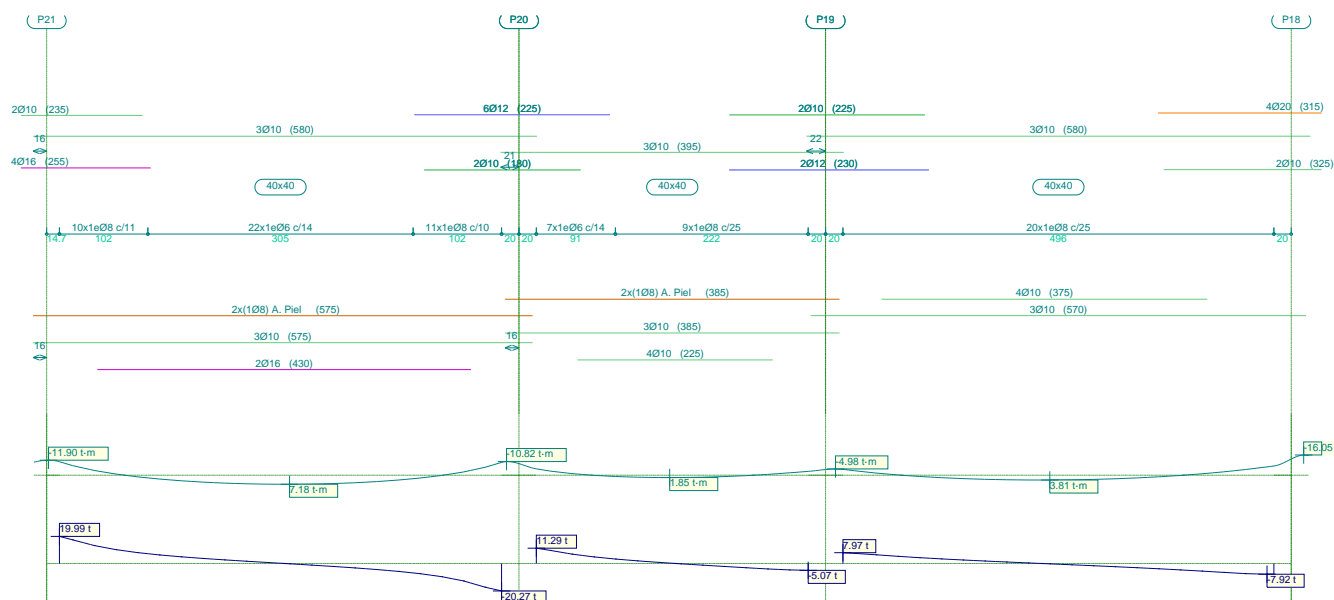 P21 P20 P19 P18
2Ø10 (235) 6Ø12 (225) 2Ø10 (225) 4Ø20 (315)
3Ø10 (580) 3Ø10 (580)
16 22
3Ø10 (395)
21
4Ø16 (255) 2Ø10 (180) 2Ø12 (230) 2Ø10 (325)
40x40 40x40 40x40
10x1eØ8 c/11 22x1eØ6 c/14 11x1eØ8 c/10 7x1eØ6 c/14 9x1eØ8 c/25 20x1eØ8 c/25
14.7 102 305 102 20 20 91 222 20 20 496 20
2x(1Ø8) A. Piel (385) 4Ø10 (375)
2x(1Ø8) A. Piel (575) 3Ø10 (570)
3Ø10 (575) 16 3Ø10 (385)
16
4Ø10 (225)
2Ø16 (430)
-11.90 t·m -10.82 t·m -4.98 t·m -16.05
7.18 t·m 1.85 t·m 3.81 t·m
19.99 t 11.29 t 7.97 t
-20.27 t -5.07 t -7.92 t